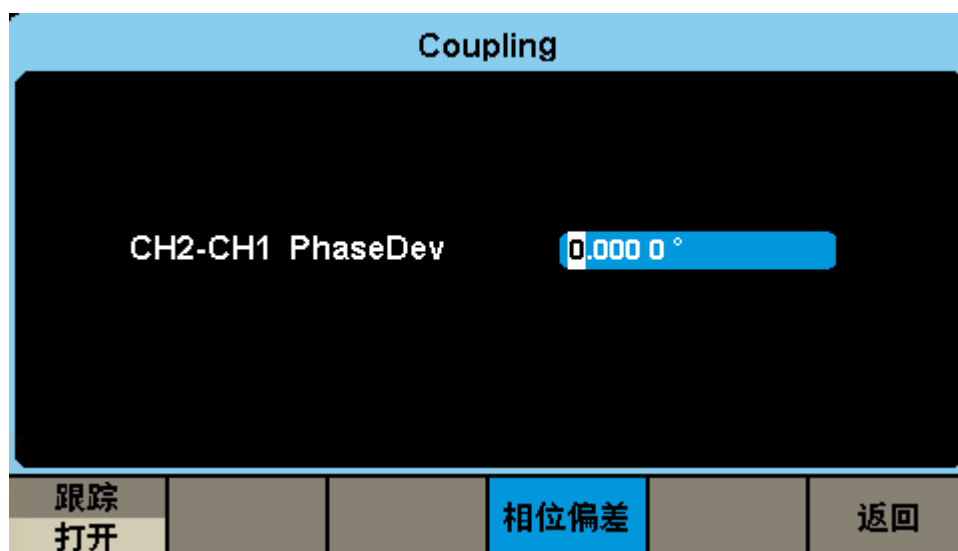 Coupling
CH2-CH1 PhaseDev 0.000 0 °
跟踪
打开
相位偏差
返回